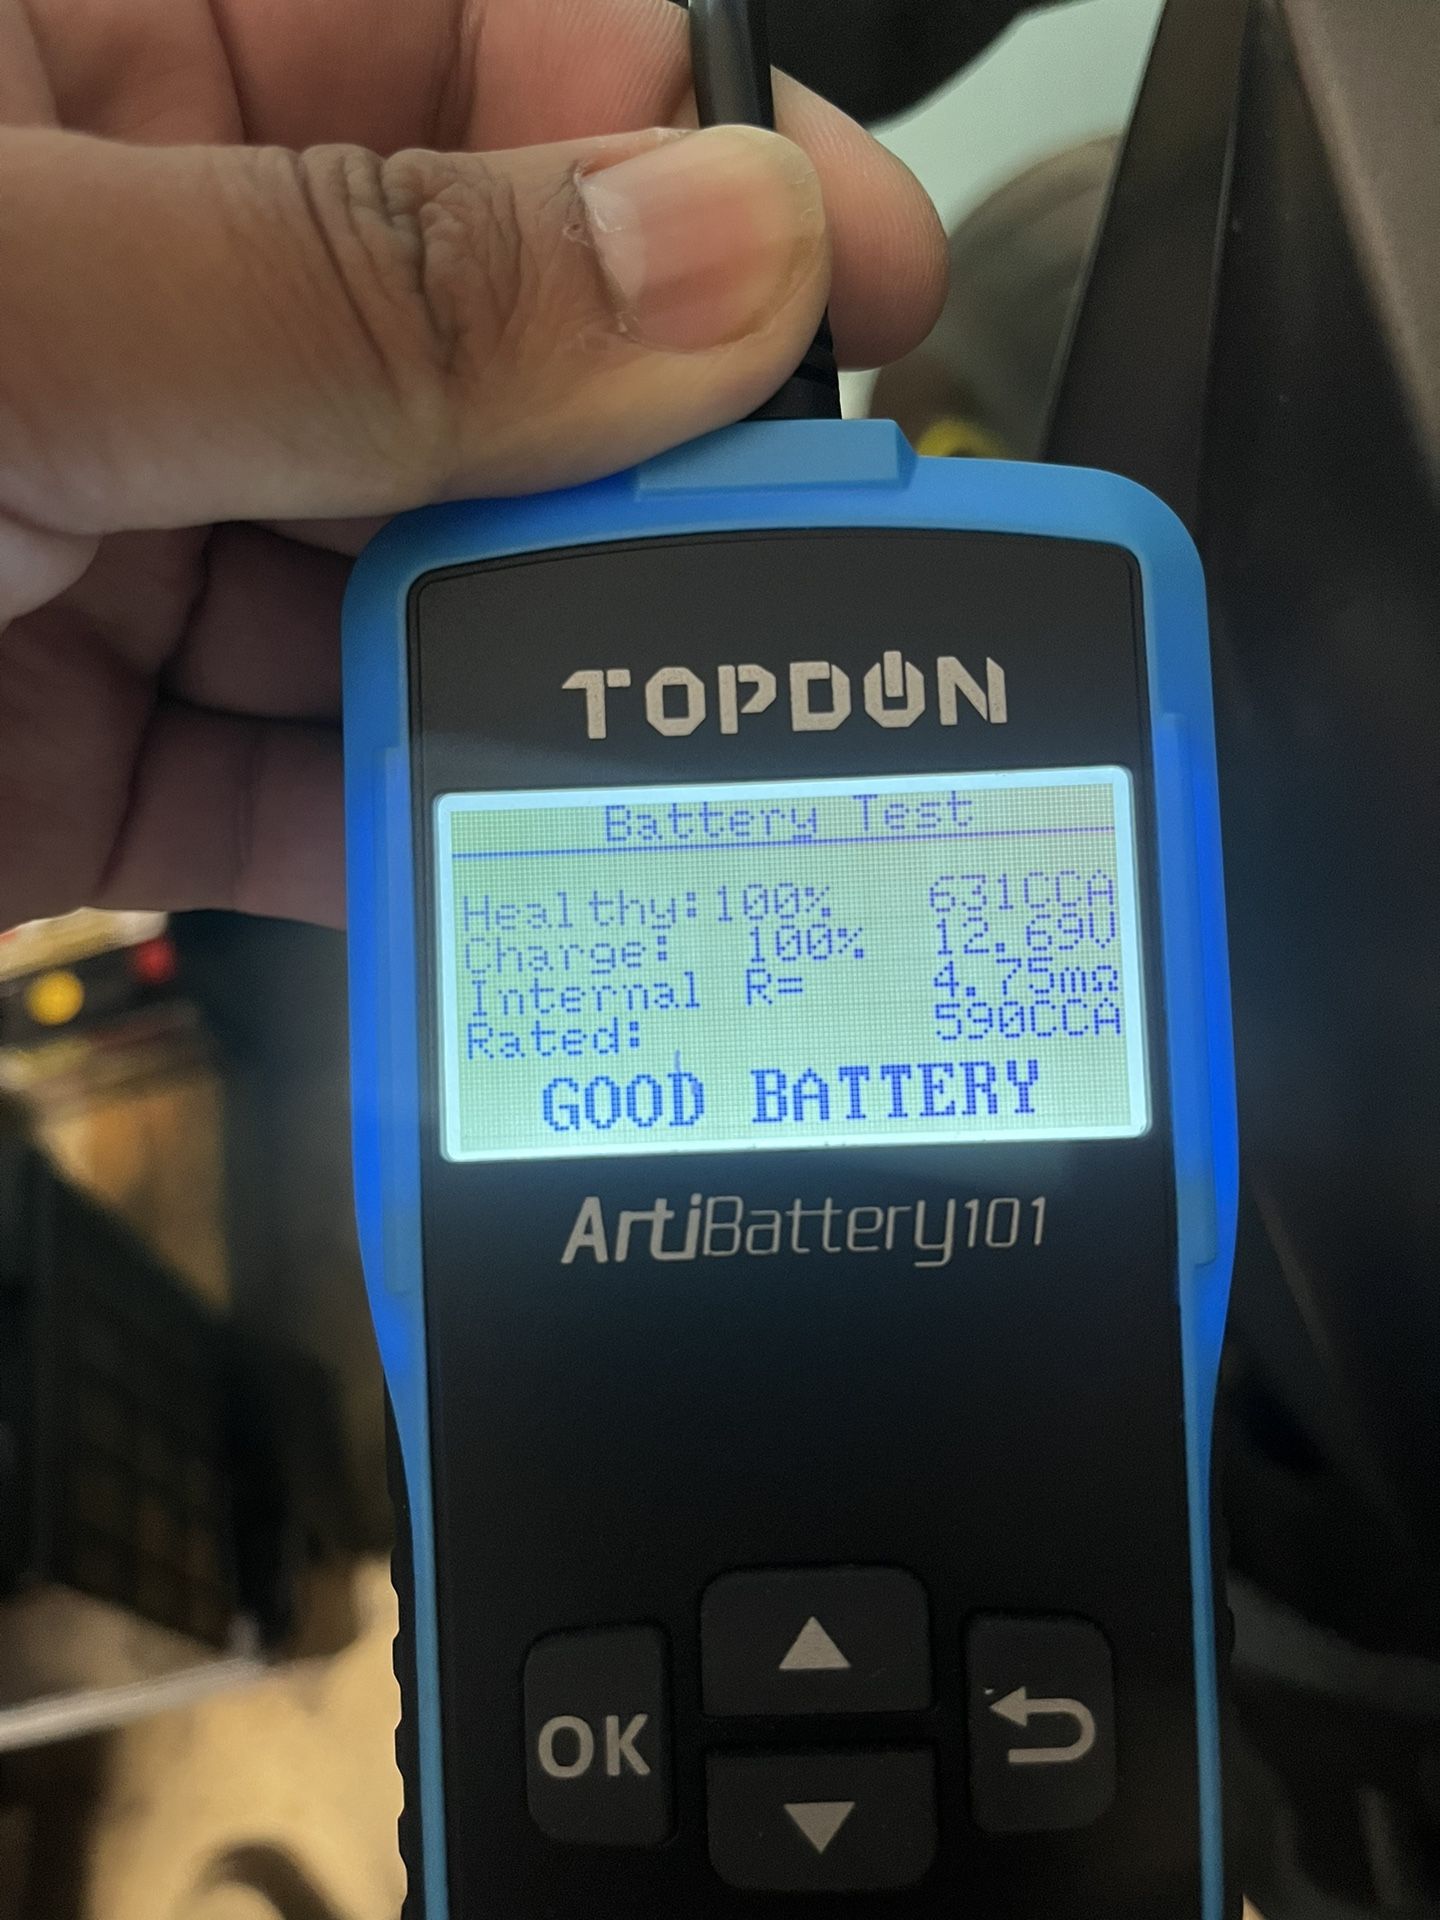 TOPDON
Battery Test
Healthy: 100% 631CCA
Charge: 100% 12.69V
Internal R= 4.75mΩ
Rated: 590CCA
GOOD BATTERY
ArtiBattery101
OK